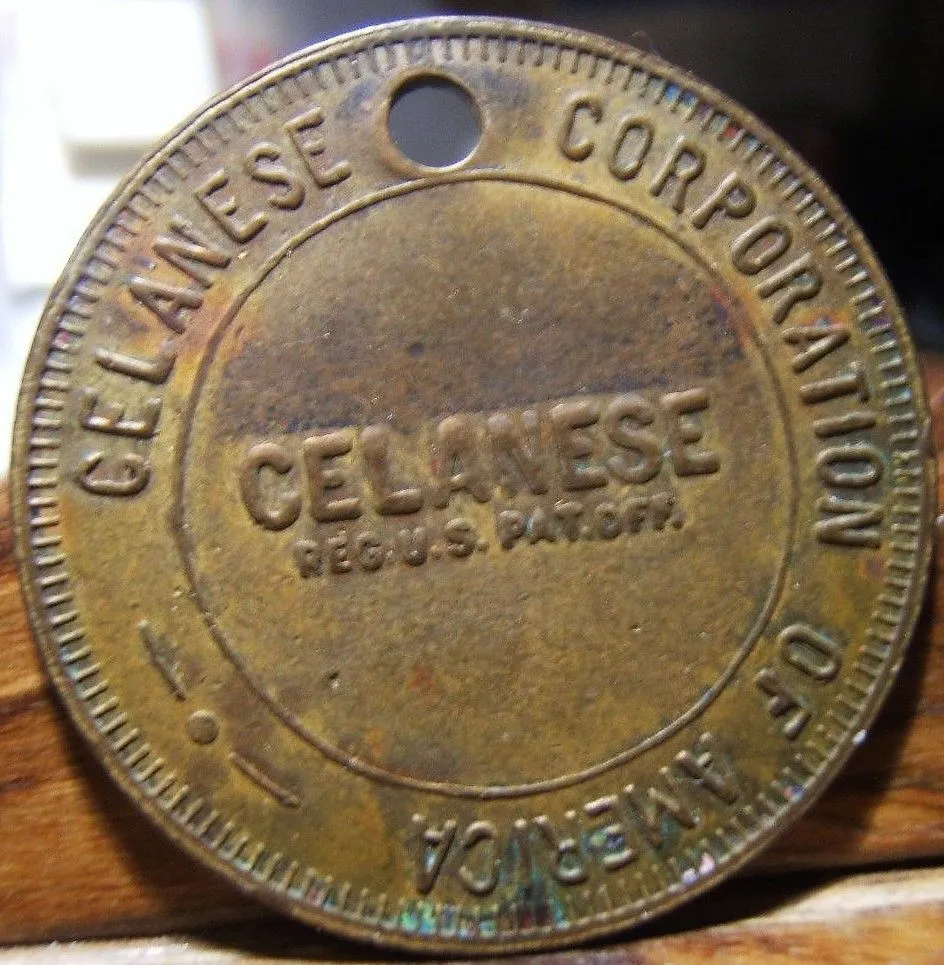 CELANESE CORPORATION OF AMERICA
CELANESE
REG. U.S. PAT. OFF.